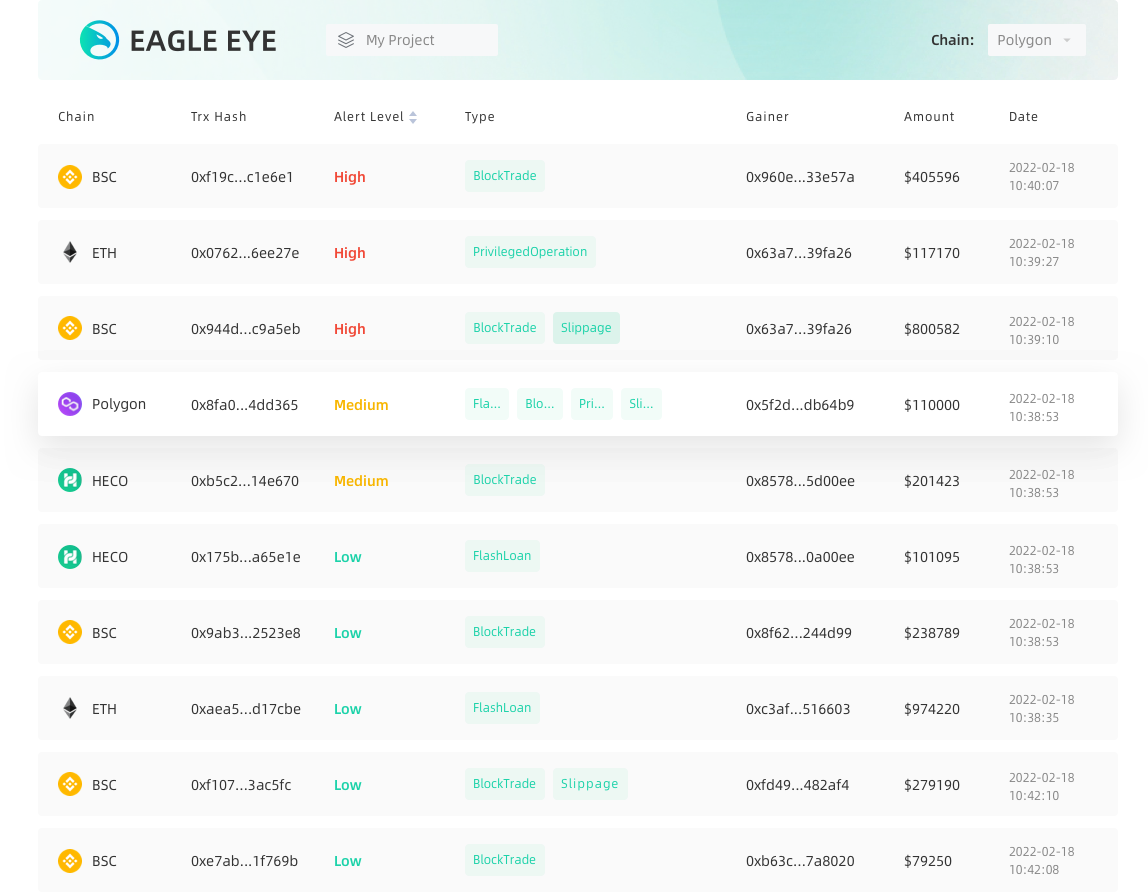 EAGLE EYE My Project Chain: Polygon
Chain Trx Hash Alert Level Type Gainer Amount Date
BSC 0xf19c...c1e6e1 High BlockTrade 0x960e...33e57a $405596 2022-02-18
10:40:07
ETH 0x0762...6ee27e High PrivilegedOperation 0x63a7...39fa26 $117170 2022-02-18
10:39:27
BSC 0x944d...c9a5eb High BlockTrade Slippage 0x63a7...39fa26 $800582 2022-02-18
10:39:10
Polygon 0x8fa0...4dd365 Medium Fla... Blo... Pri... Sli... 0x5f2d...db64b9 $110000 2022-02-18
10:38:53
HECO 0xb5c2...14e670 Medium BlockTrade 0x8578...5d00ee $201423 2022-02-18
10:38:53
HECO 0x175b...a65e1e Low FlashLoan 0x8578...0a00ee $101095 2022-02-18
10:38:53
BSC 0x9ab3...2523e8 Low BlockTrade 0x8f62...244d99 $238789 2022-02-18
10:38:53
ETH 0xaea5...d17cbe Low FlashLoan 0xc3af...516603 $974220 2022-02-18
10:38:35
BSC 0xf107...3ac5fc Low BlockTrade Slippage 0xfd49...482af4 $279190 2022-02-18
10:42:10
BSC 0xe7ab...1f769b Low BlockTrade 0xb63c...7a8020 $79250 2022-02-18
10:42:08